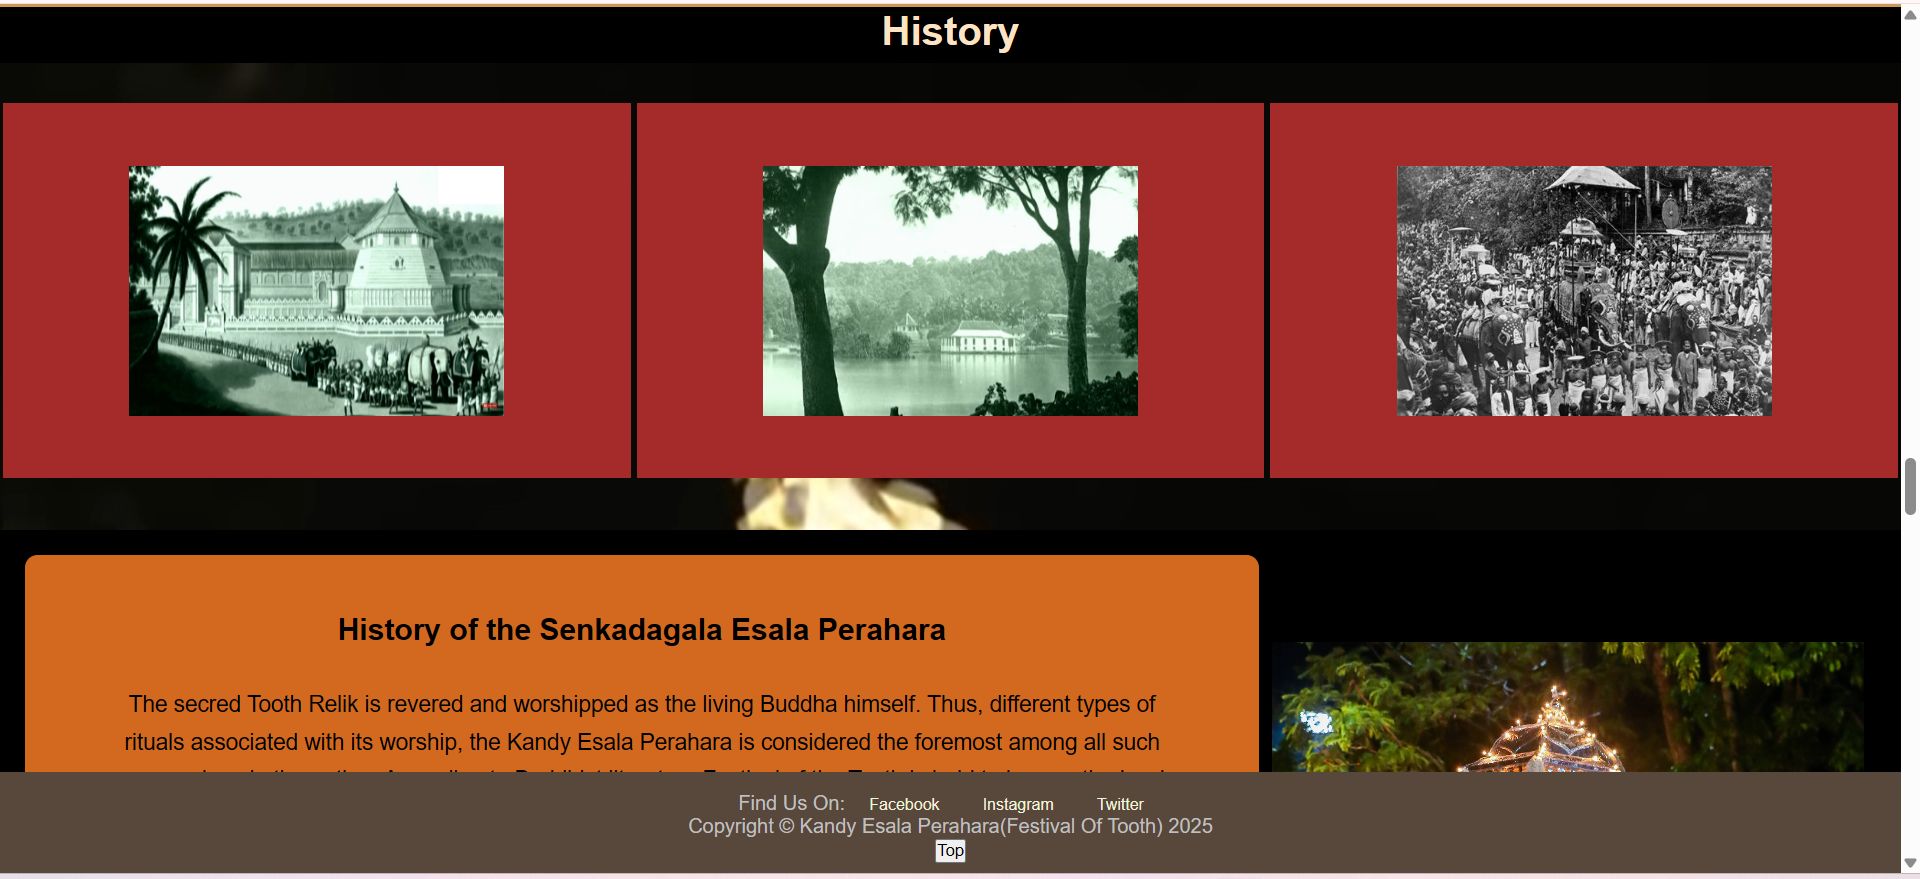 History
History of the Senkadagala Esala Perahara
The secred Tooth Relik is revered and worshipped as the living Buddha himself. Thus, different types of
rituals associated with its worship, the Kandy Esala Perahara is considered the foremost among all such
Find Us On: Facebook Instagram Twitter
Copyright © Kandy Esala Perahara(Festival Of Tooth) 2025
Top